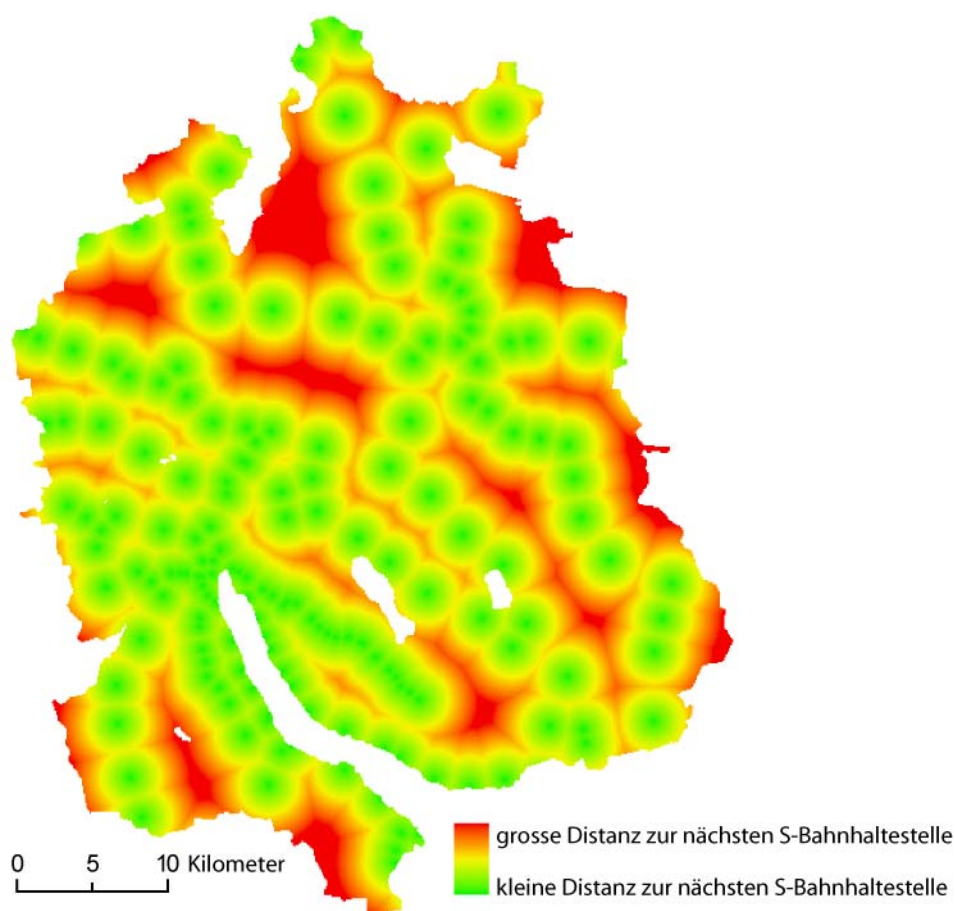 grosse Distanz zur nächsten S-Bahnhaltestelle
0 5 10 Kilometer
kleine Distanz zur nächsten S-Bahnhaltestelle